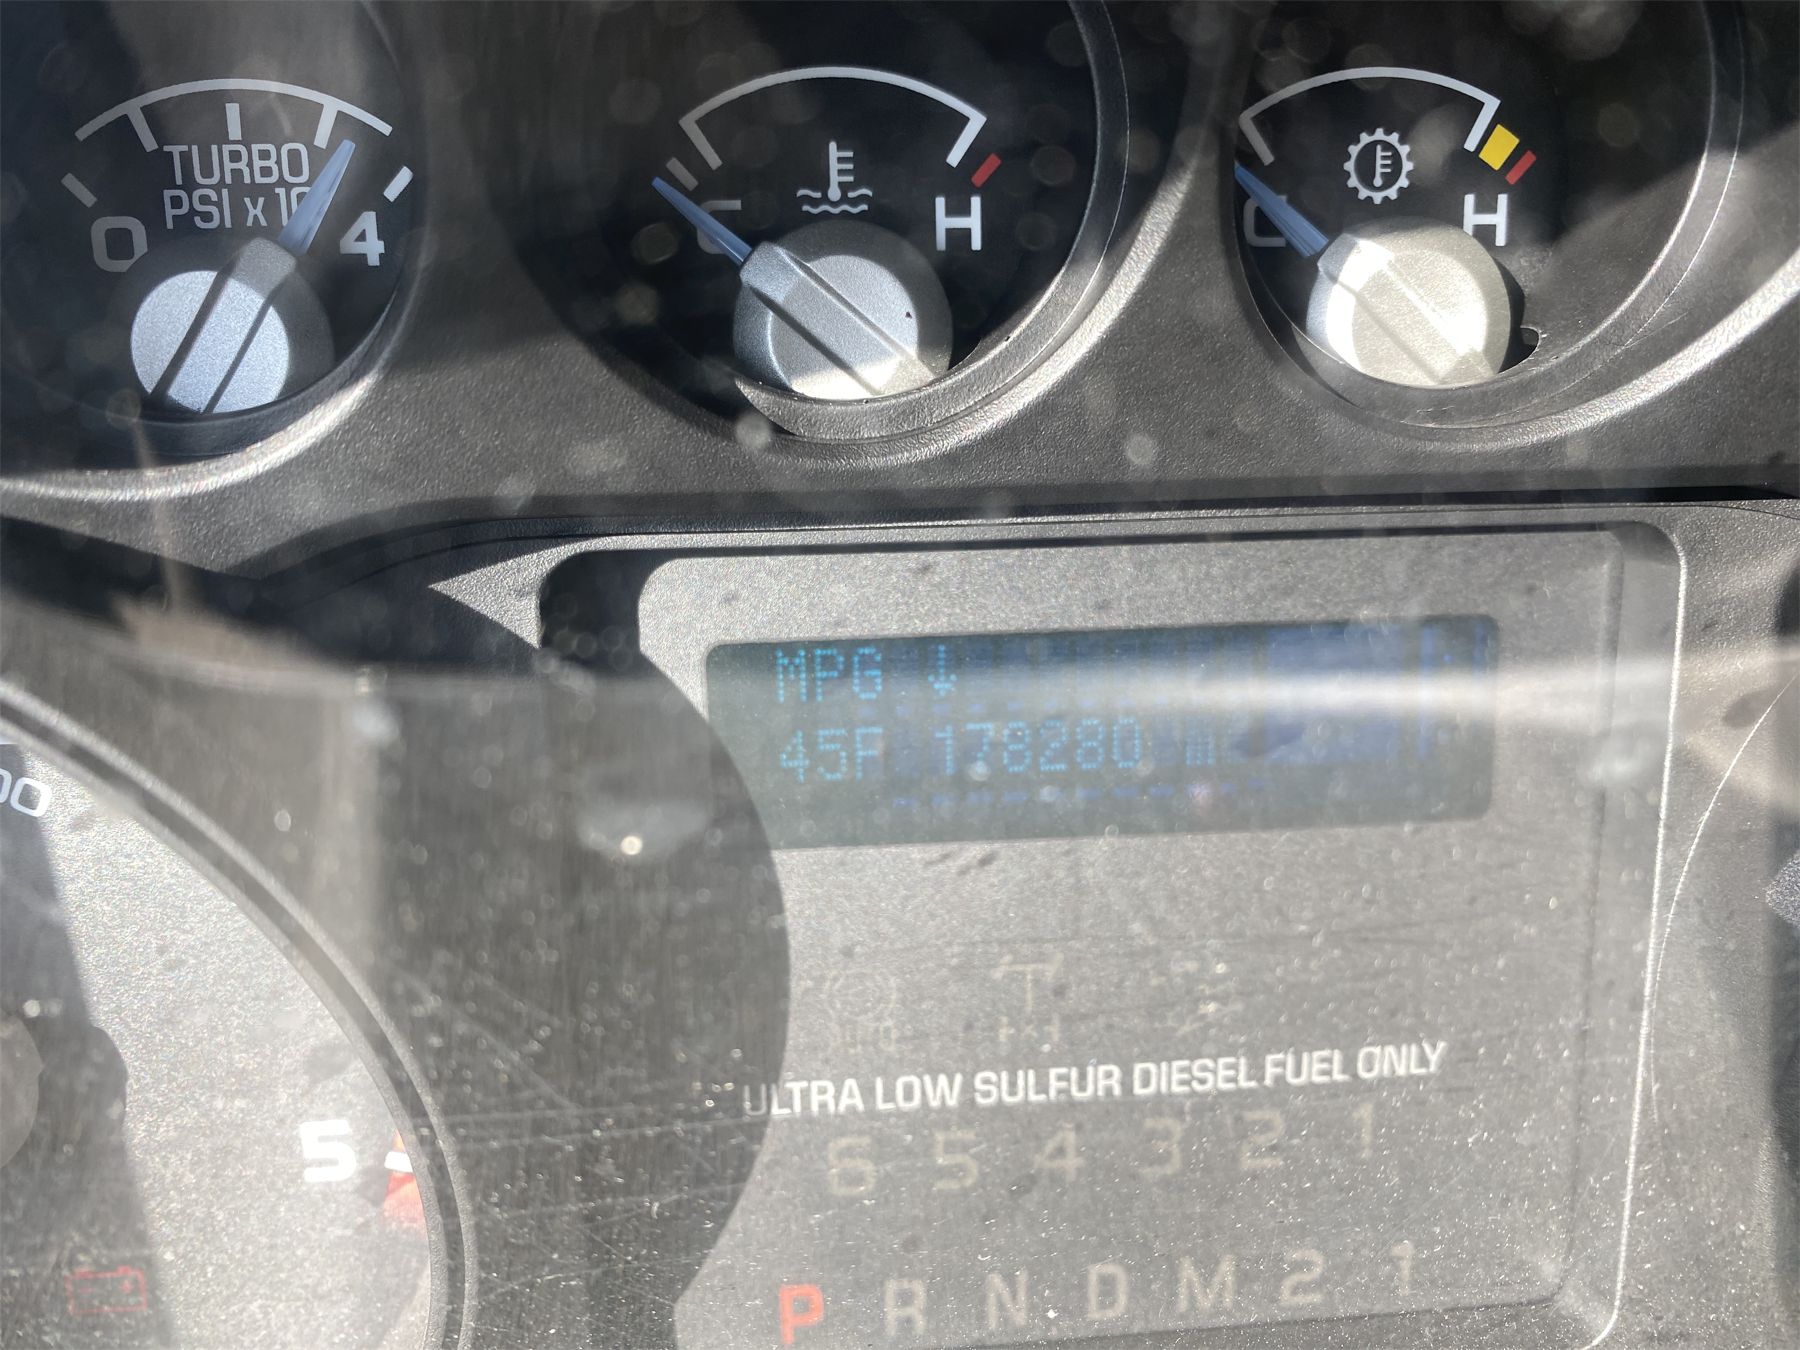 TURBO
PSI x 10
0 4
C H
C H
MPG ↓
45F 178280 mi
00
ULTRA LOW SULFUR DIESEL FUEL ONLY
5
6 5 4 3 2 1
P R N D M 2 1